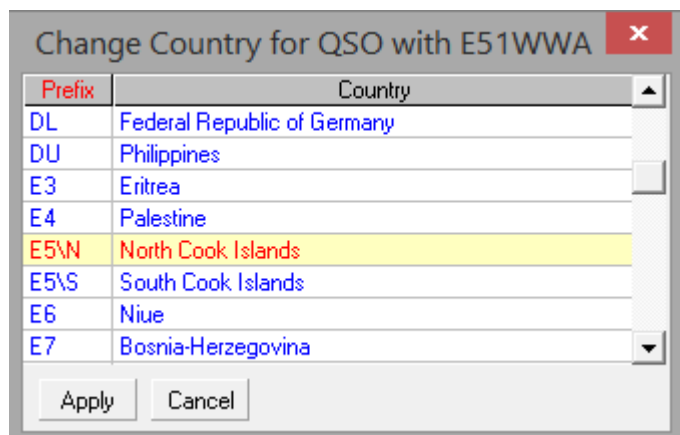 Change Country for QSO with E51WWA
Prefix Country
DL Federal Republic of Germany
DU Philippines
E3 Eritrea
E4 Palestine
E5\N North Cook Islands
E5\S South Cook Islands
E6 Niue
E7 Bosnia-Herzegovina
Apply Cancel